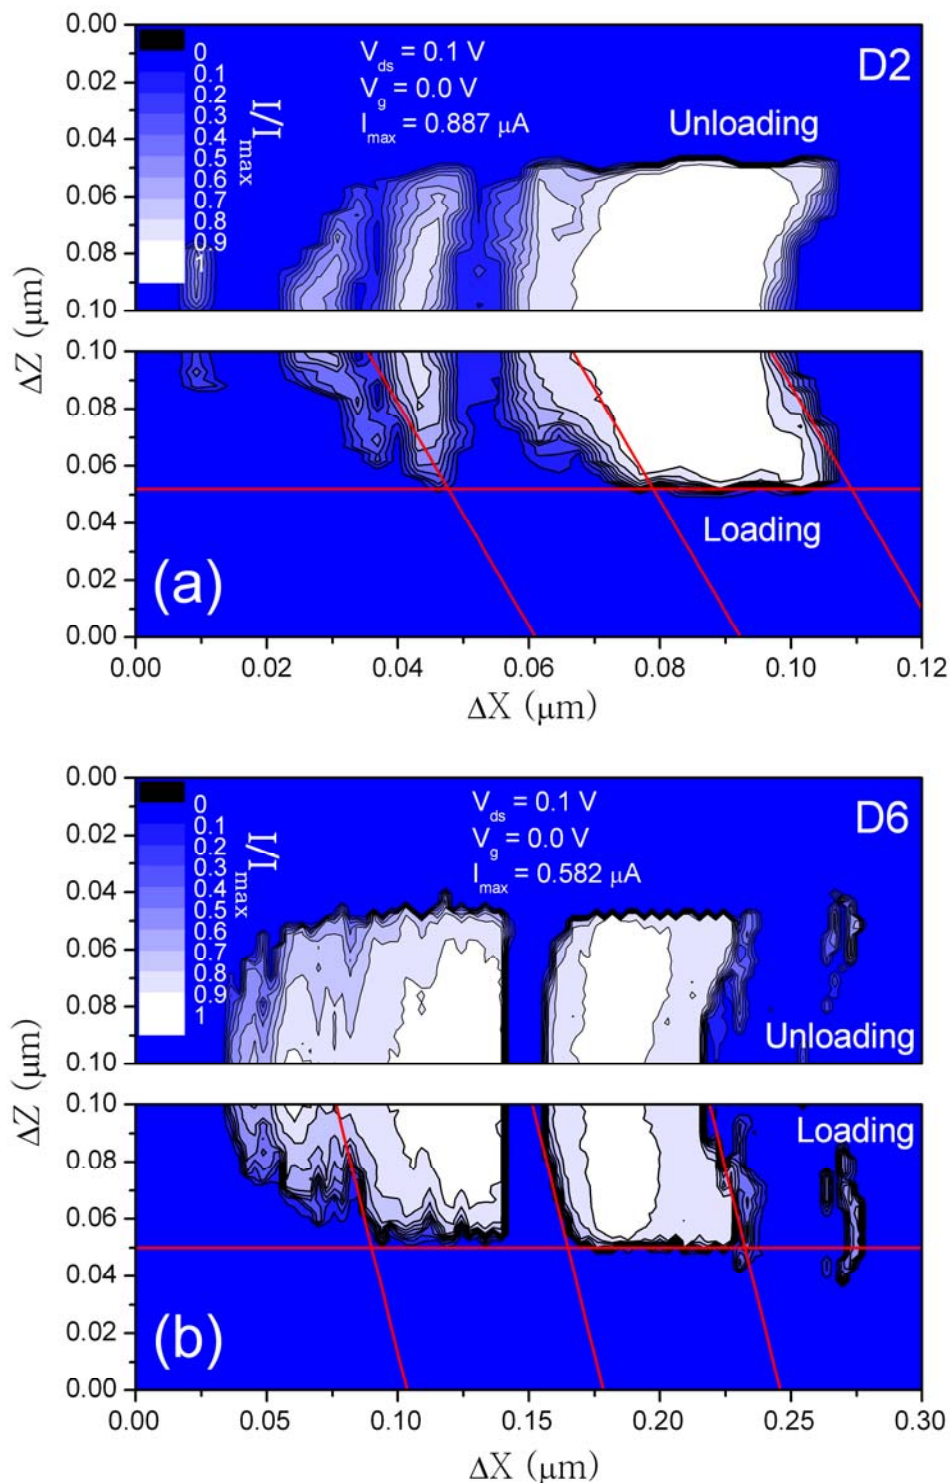 0.00
0.02
0.04
0.06
0.08
0.10
0
0.1
0.2
0.3
0.4
0.5
0.6
0.7
0.8
0.9
1
I/Imax
Vds = 0.1 V
Vg = 0.0 V
Imax = 0.887 μA
D2
Unloading
ΔZ (μm)
0.10
0.08
0.06
0.04
0.02
0.00
Loading
(a)
0.00 0.02 0.04 0.06 0.08 0.10 0.12
ΔX (μm)
0.00
0.02
0.04
0.06
0.08
0.10
0
0.1
0.2
0.4
0.5
0.6
0.7
0.8
0.9
1
I/Imax
Vds = 0.1 V
Vg = 0.0 V
Imax = 0.582 μA
D6
Unloading
ΔZ (μm)
0.10
0.08
0.06
0.04
0.02
0.00
Loading
(b)
0.00 0.05 0.10 0.15 0.20 0.25 0.30
ΔX (μm)